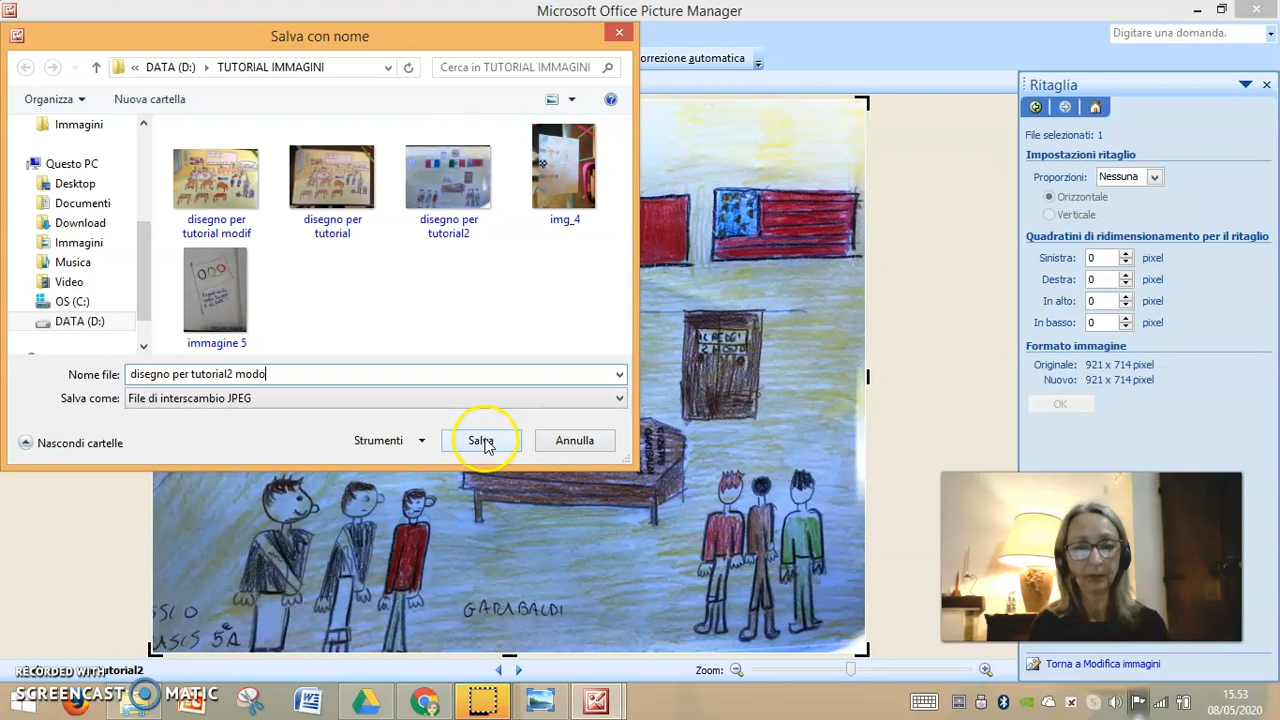 Microsoft Office Picture Manager
Salva con nome
Digitare una domanda.
DATA (D:)
TUTORIAL IMMAGINI
Cerca in TUTORIAL IMMAGINI
orrezione automatica
Organizza
Nuova cartella
Ritaglia
Immagini
Questo PC
Desktop
Documenti
Download
Immagini
Musica
Video
OS (C:)
DATA (D:)
disegno per
tutorial modif
disegno per
tutorial
disegno per
tutorial2
img_4
immagine 5
File selezionati: 1
Impostazioni ritaglio
Proporzioni:
Nessuna
Orizzontale
Verticale
Quadratini di ridimensionamento per il ritaglio
Sinistra:
0
pixel
Destra:
0
pixel
In alto:
0
pixel
In basso:
0
pixel
Formato immagine
Originale:
921 x 714 pixel
Nuovo:
921 x 714 pixel
OK
Nome file:
disegno per tutorial2 modo
Salva come:
File di interscambio JPEG
Nascondi cartelle
Strumenti
Salva
Annulla
GARIBALDI
5A
Torna a Modifica immagini
tutorial2
Zoom:
RECORDED WITH
SCREENCAST MATIC
15.53
08/05/2020